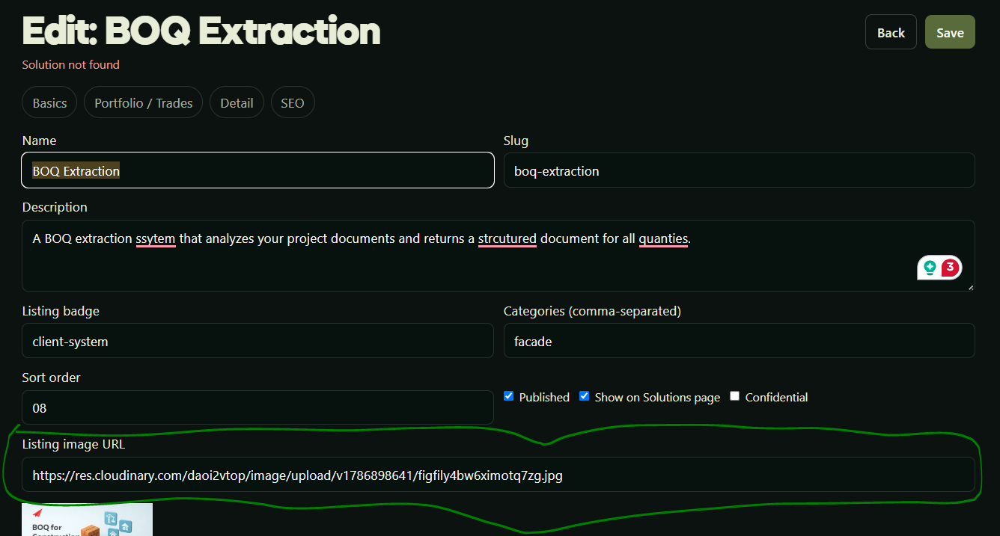 Edit: BOQ Extraction
Back
Save
Solution not found
Basics
Portfolio / Trades
Detail
SEO
Name
Slug
BOQ Extraction
boq-extraction
Description
A BOQ extraction ssytem that analyzes your project documents and returns a strcutured document for all quanties.
3
Listing badge
Categories (comma-separated)
client-system
facade
Sort order
Published
Show on Solutions page
Confidential
08
Listing image URL
https://res.cloudinary.com/daoi2vtop/image/upload/v1786898641/figfily4bw6ximotq7zg.jpg
BOQ for
Construction